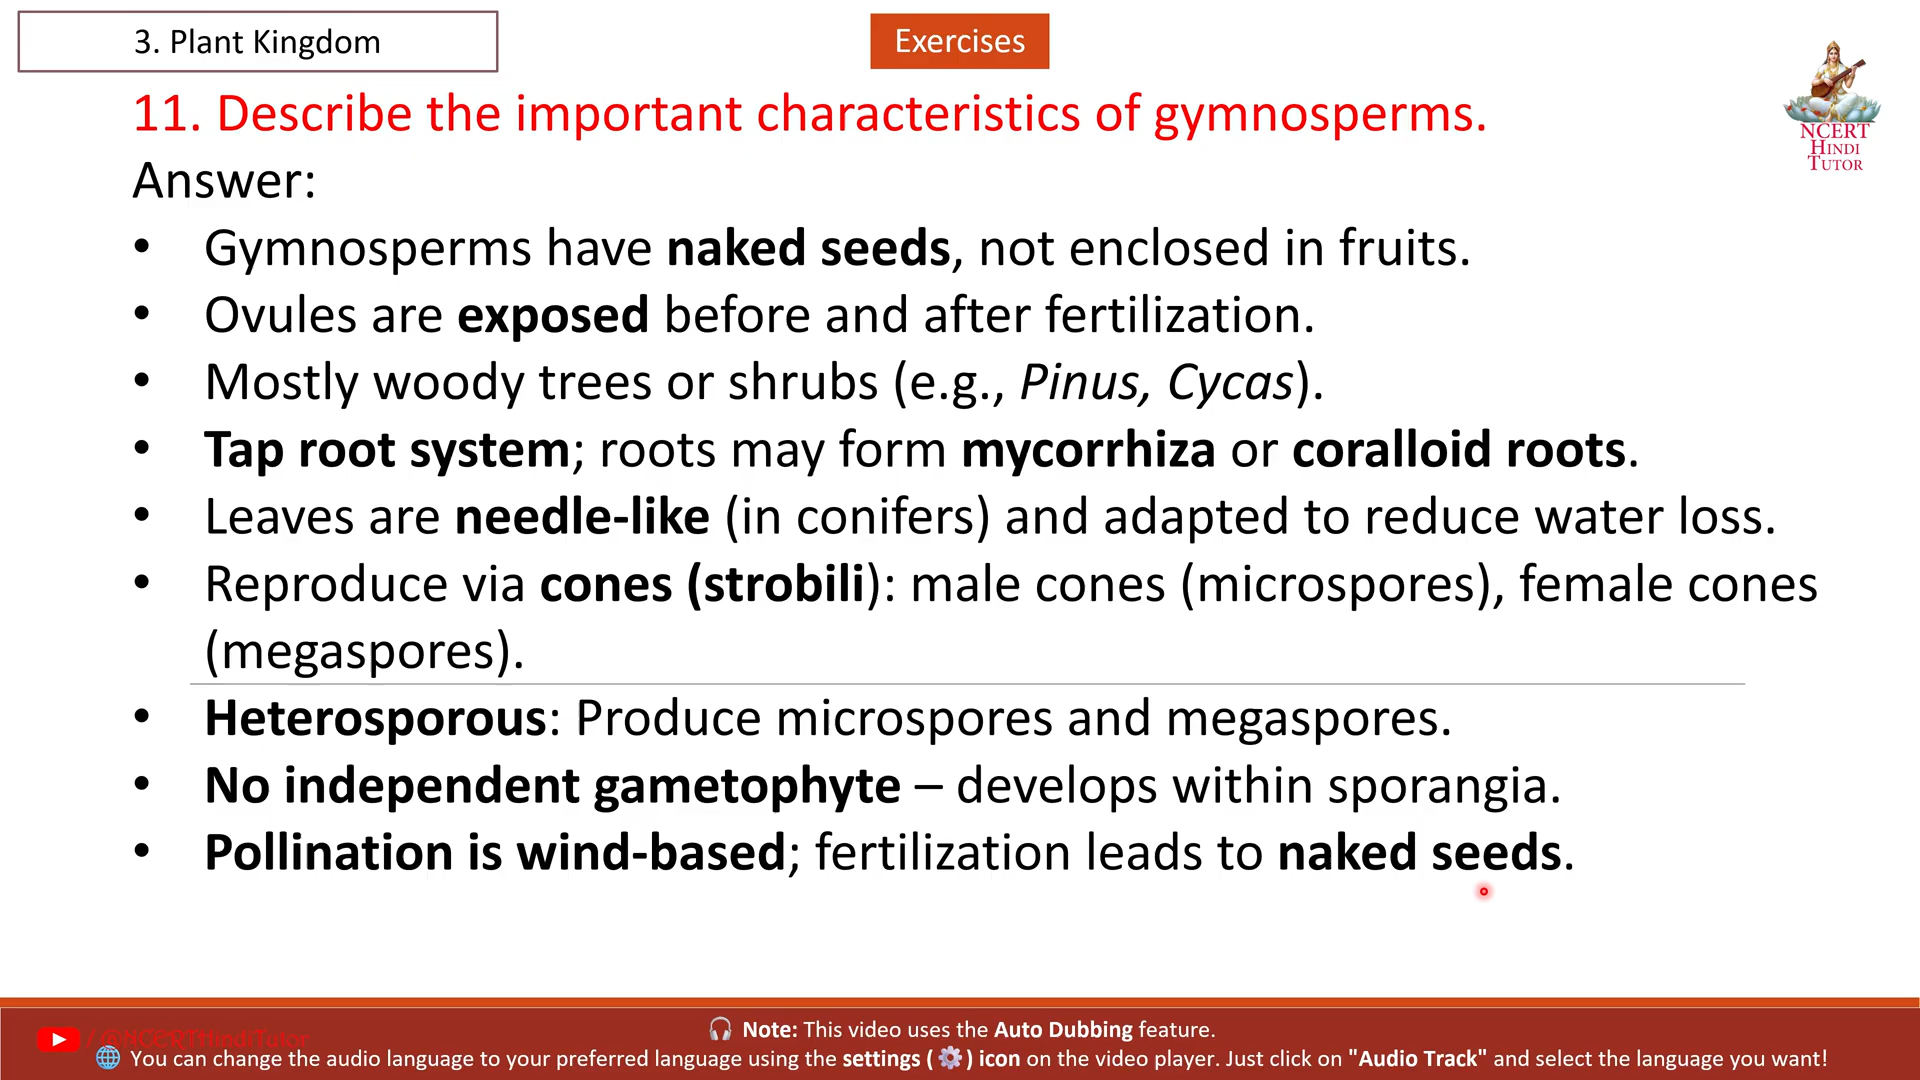 3. Plant Kingdom
Exercises
NCERT
HINDI
TUTOR
11. Describe the important characteristics of gymnosperms.
Answer:
• Gymnosperms have naked seeds, not enclosed in fruits.
• Ovules are exposed before and after fertilization.
• Mostly woody trees or shrubs (e.g., Pinus, Cycas).
• Tap root system; roots may form mycorrhiza or coralloid roots.
• Leaves are needle-like (in conifers) and adapted to reduce water loss.
• Reproduce via cones (strobili): male cones (microspores), female cones
(megaspores).
• Heterosporous: Produce microspores and megaspores.
• No independent gametophyte – develops within sporangia.
• Pollination is wind-based; fertilization leads to naked seeds.
/@NCERTHindiTutor
🎧 Note: This video uses the Auto Dubbing feature.
🌐 You can change the audio language to your preferred language using the settings (⚙️) icon on the video player. Just click on "Audio Track" and select the language you want!